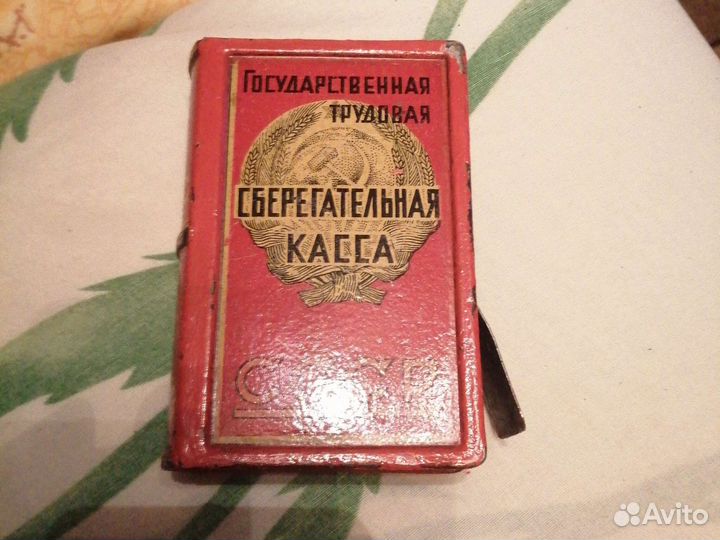 ГОСУДАРСТВЕННАЯ
ТРУДОВАЯ
СБЕРЕГАТЕЛЬНАЯ
КАССА
СССР
Avito